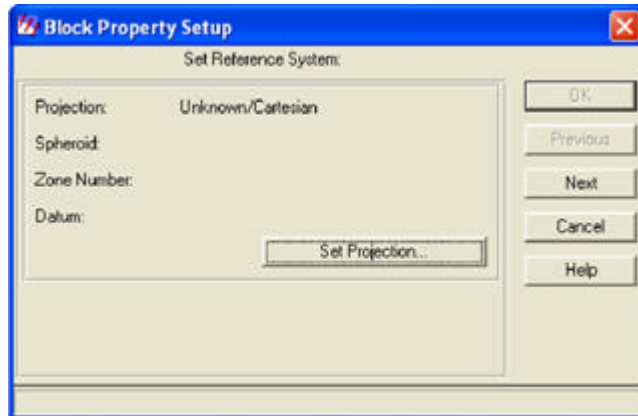 Block Property Setup
Set Reference System:
Projection: Unknown/Cartesian
Spheroid:
Zone Number:
Datum:
Set Projection...
OK
Previous
Next
Cancel
Help